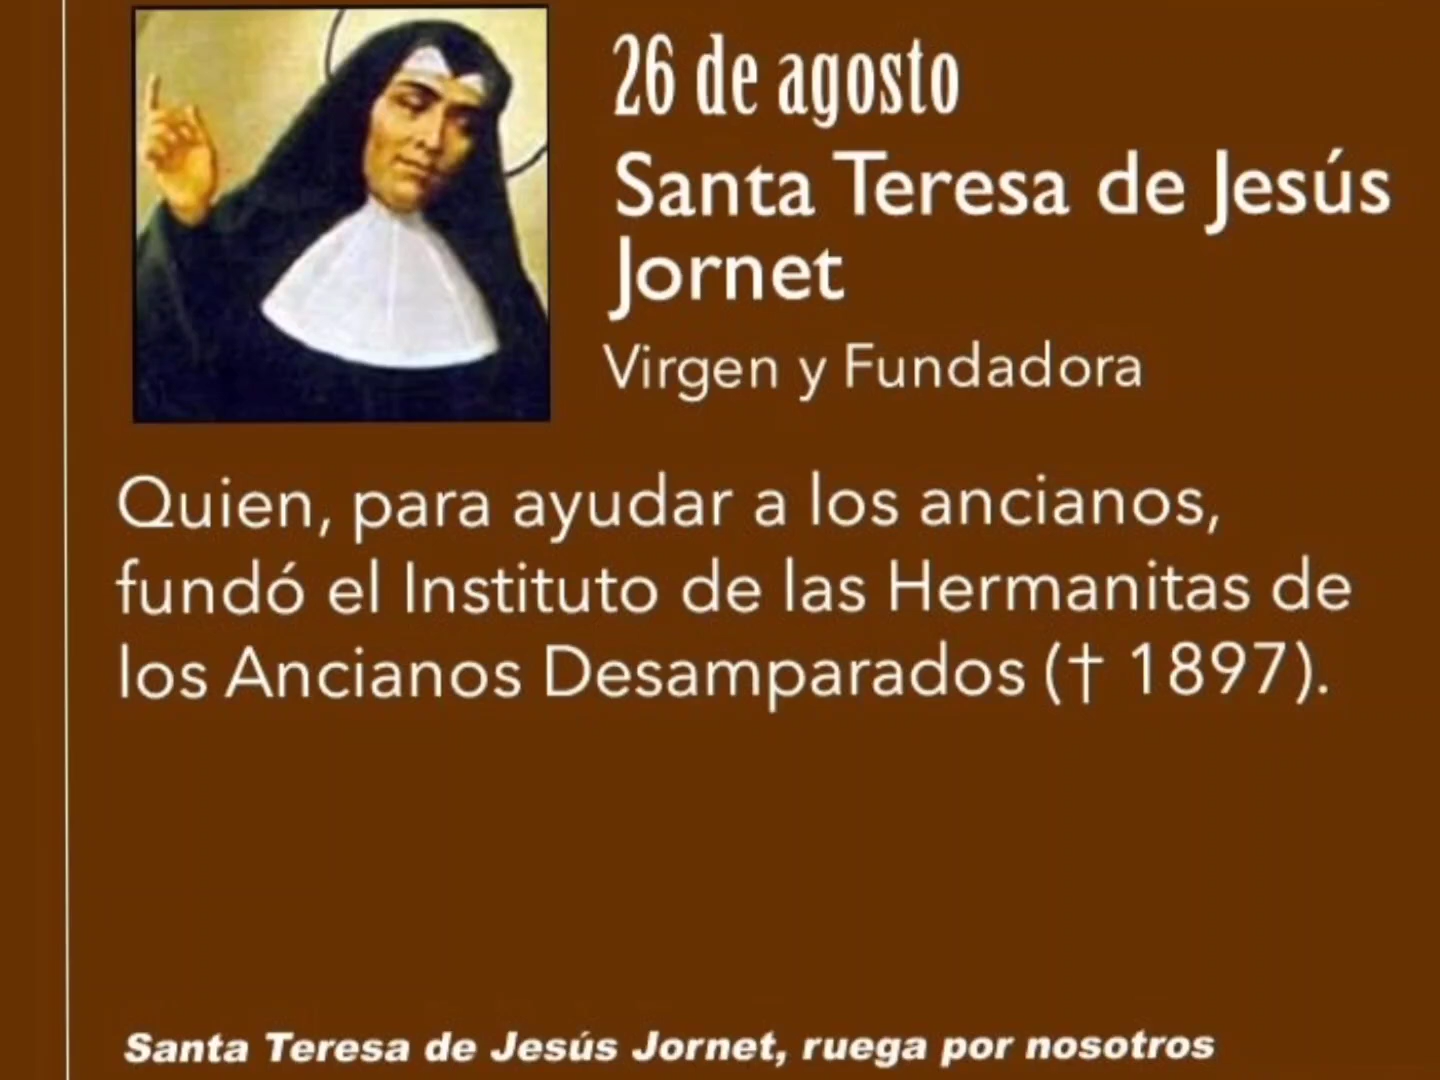 26 de agosto
Santa Teresa de Jesús
Jornet
Virgen y Fundadora
Quien, para ayudar a los ancianos,
fundó el Instituto de las Hermanitas de
los Ancianos Desamparados († 1897).
Santa Teresa de Jesús Jornet, ruega por nosotros